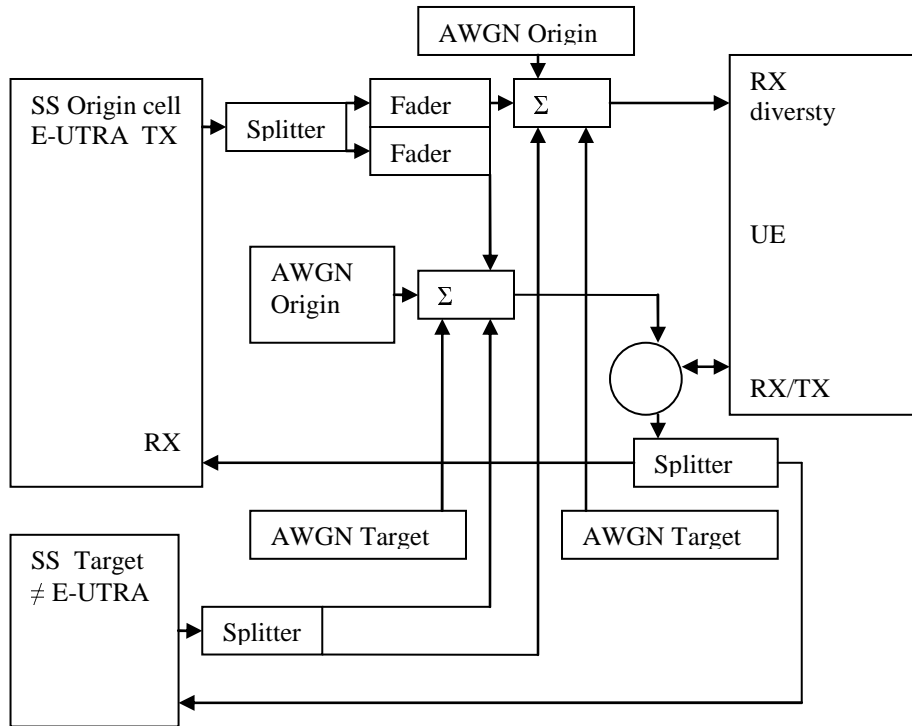 AWGN Origin
SS Origin cell
E-UTRA TX
Splitter
Fader
Fader
Σ
RX
diversty
UE
RX/TX
AWGN
Origin
Σ
RX
Splitter
AWGN Target
AWGN Target
SS Target
≠ E-UTRA
Splitter